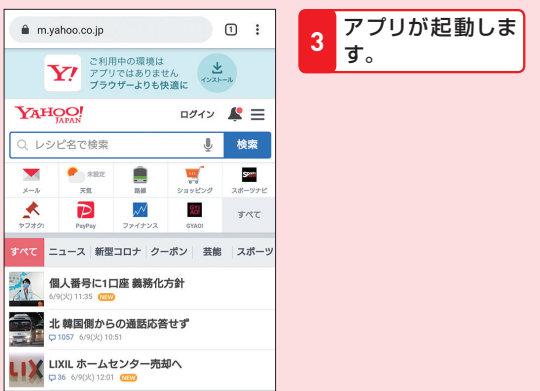 m.yahoo.co.jp
1
ご利用中の環境は
アプリではありません
ブラウザーよりも快適に
インストール
Y!
YAHOO!
JAPAN
ログイン
レシピ名で検索
検索
メール
未設定
天気
路線
ショッピング
Spo
スポーツナビ
ヤフオク!
PayPay
ファイナンス
GYAO!
GYAO!
すべて
すべて ニュース 新型コロナ クーポン 芸能 スポーツ
個人番号に1口座 義務化方針
6/9(火) 11:35 NEW
北 韓国側からの通話応答せず
1057 6/9(火) 10:51
LIX
LIXIL ホームセンター売却へ
36 6/9(火) 12:01 NEW
3
アプリが起動しま
す。